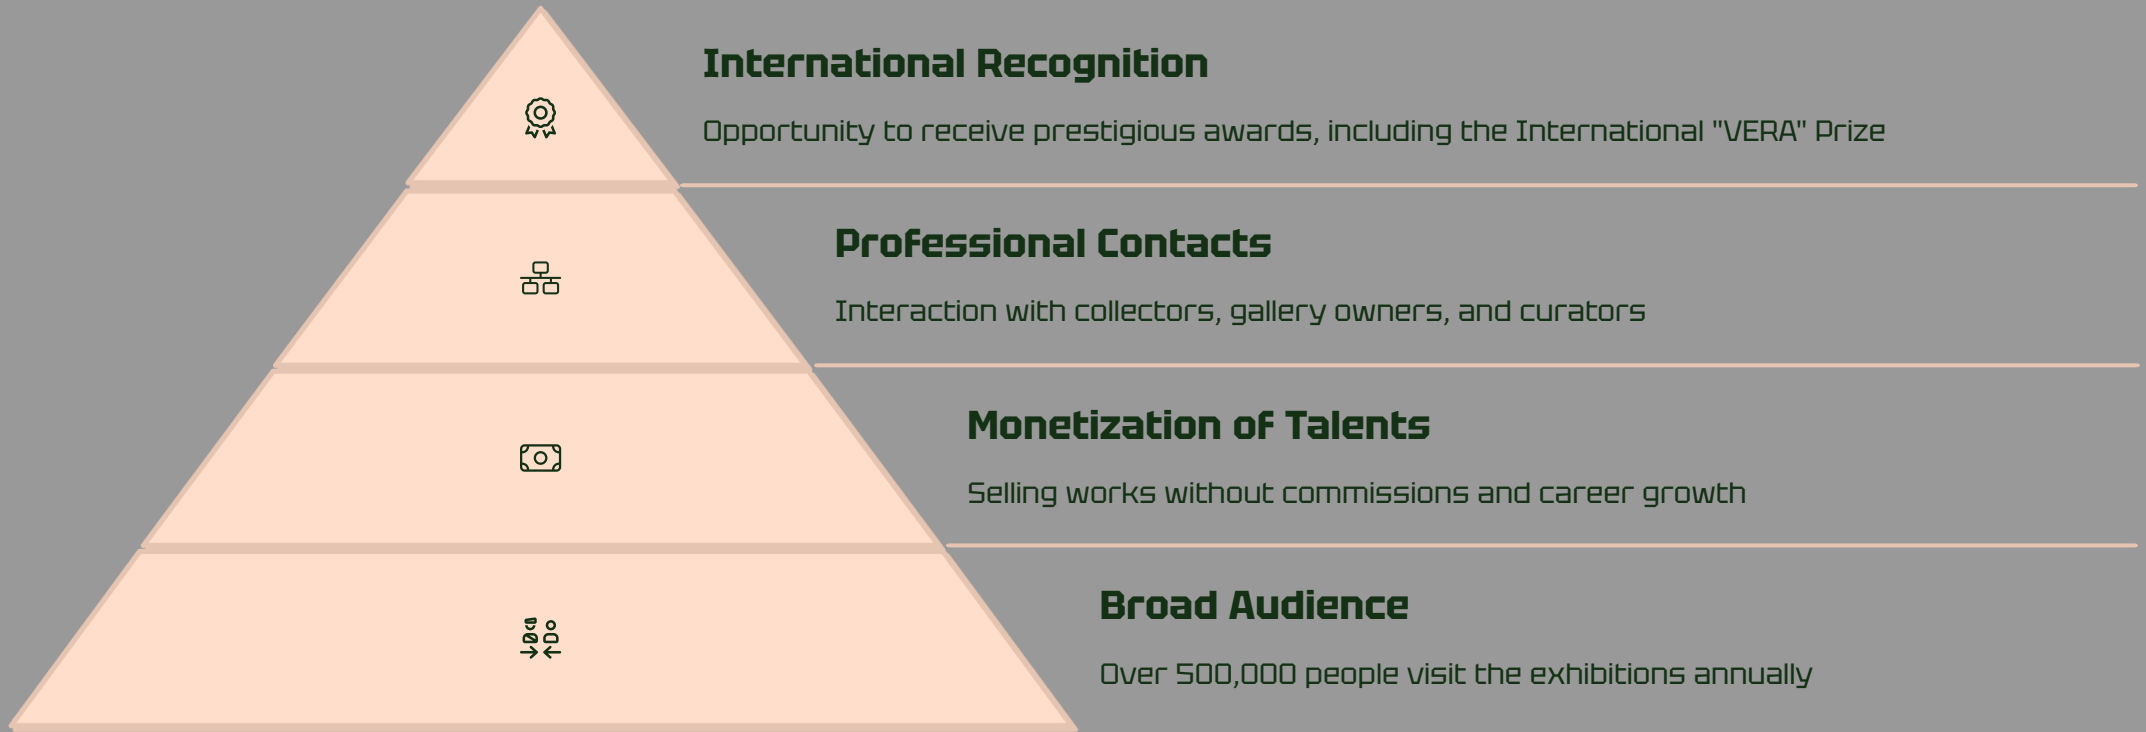 International Recognition
Opportunity to receive prestigious awards, including the International "VERA" Prize
Professional Contacts
Interaction with collectors, gallery owners, and curators
Monetization of Talents
Selling works without commissions and career growth
Broad Audience
Over 500,000 people visit the exhibitions annually